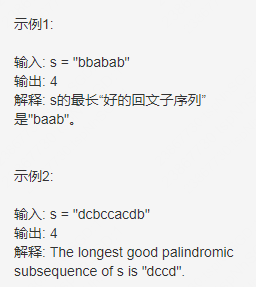 示例1:
输入: s = "bbabab"
输出: 4
解释: s的最长“好的回文子序列”
是"baab"。
示例2:
输入: s = "dcbccacdb"
输出: 4
解释: The longest good palindromic
subsequence of s is "dccd".